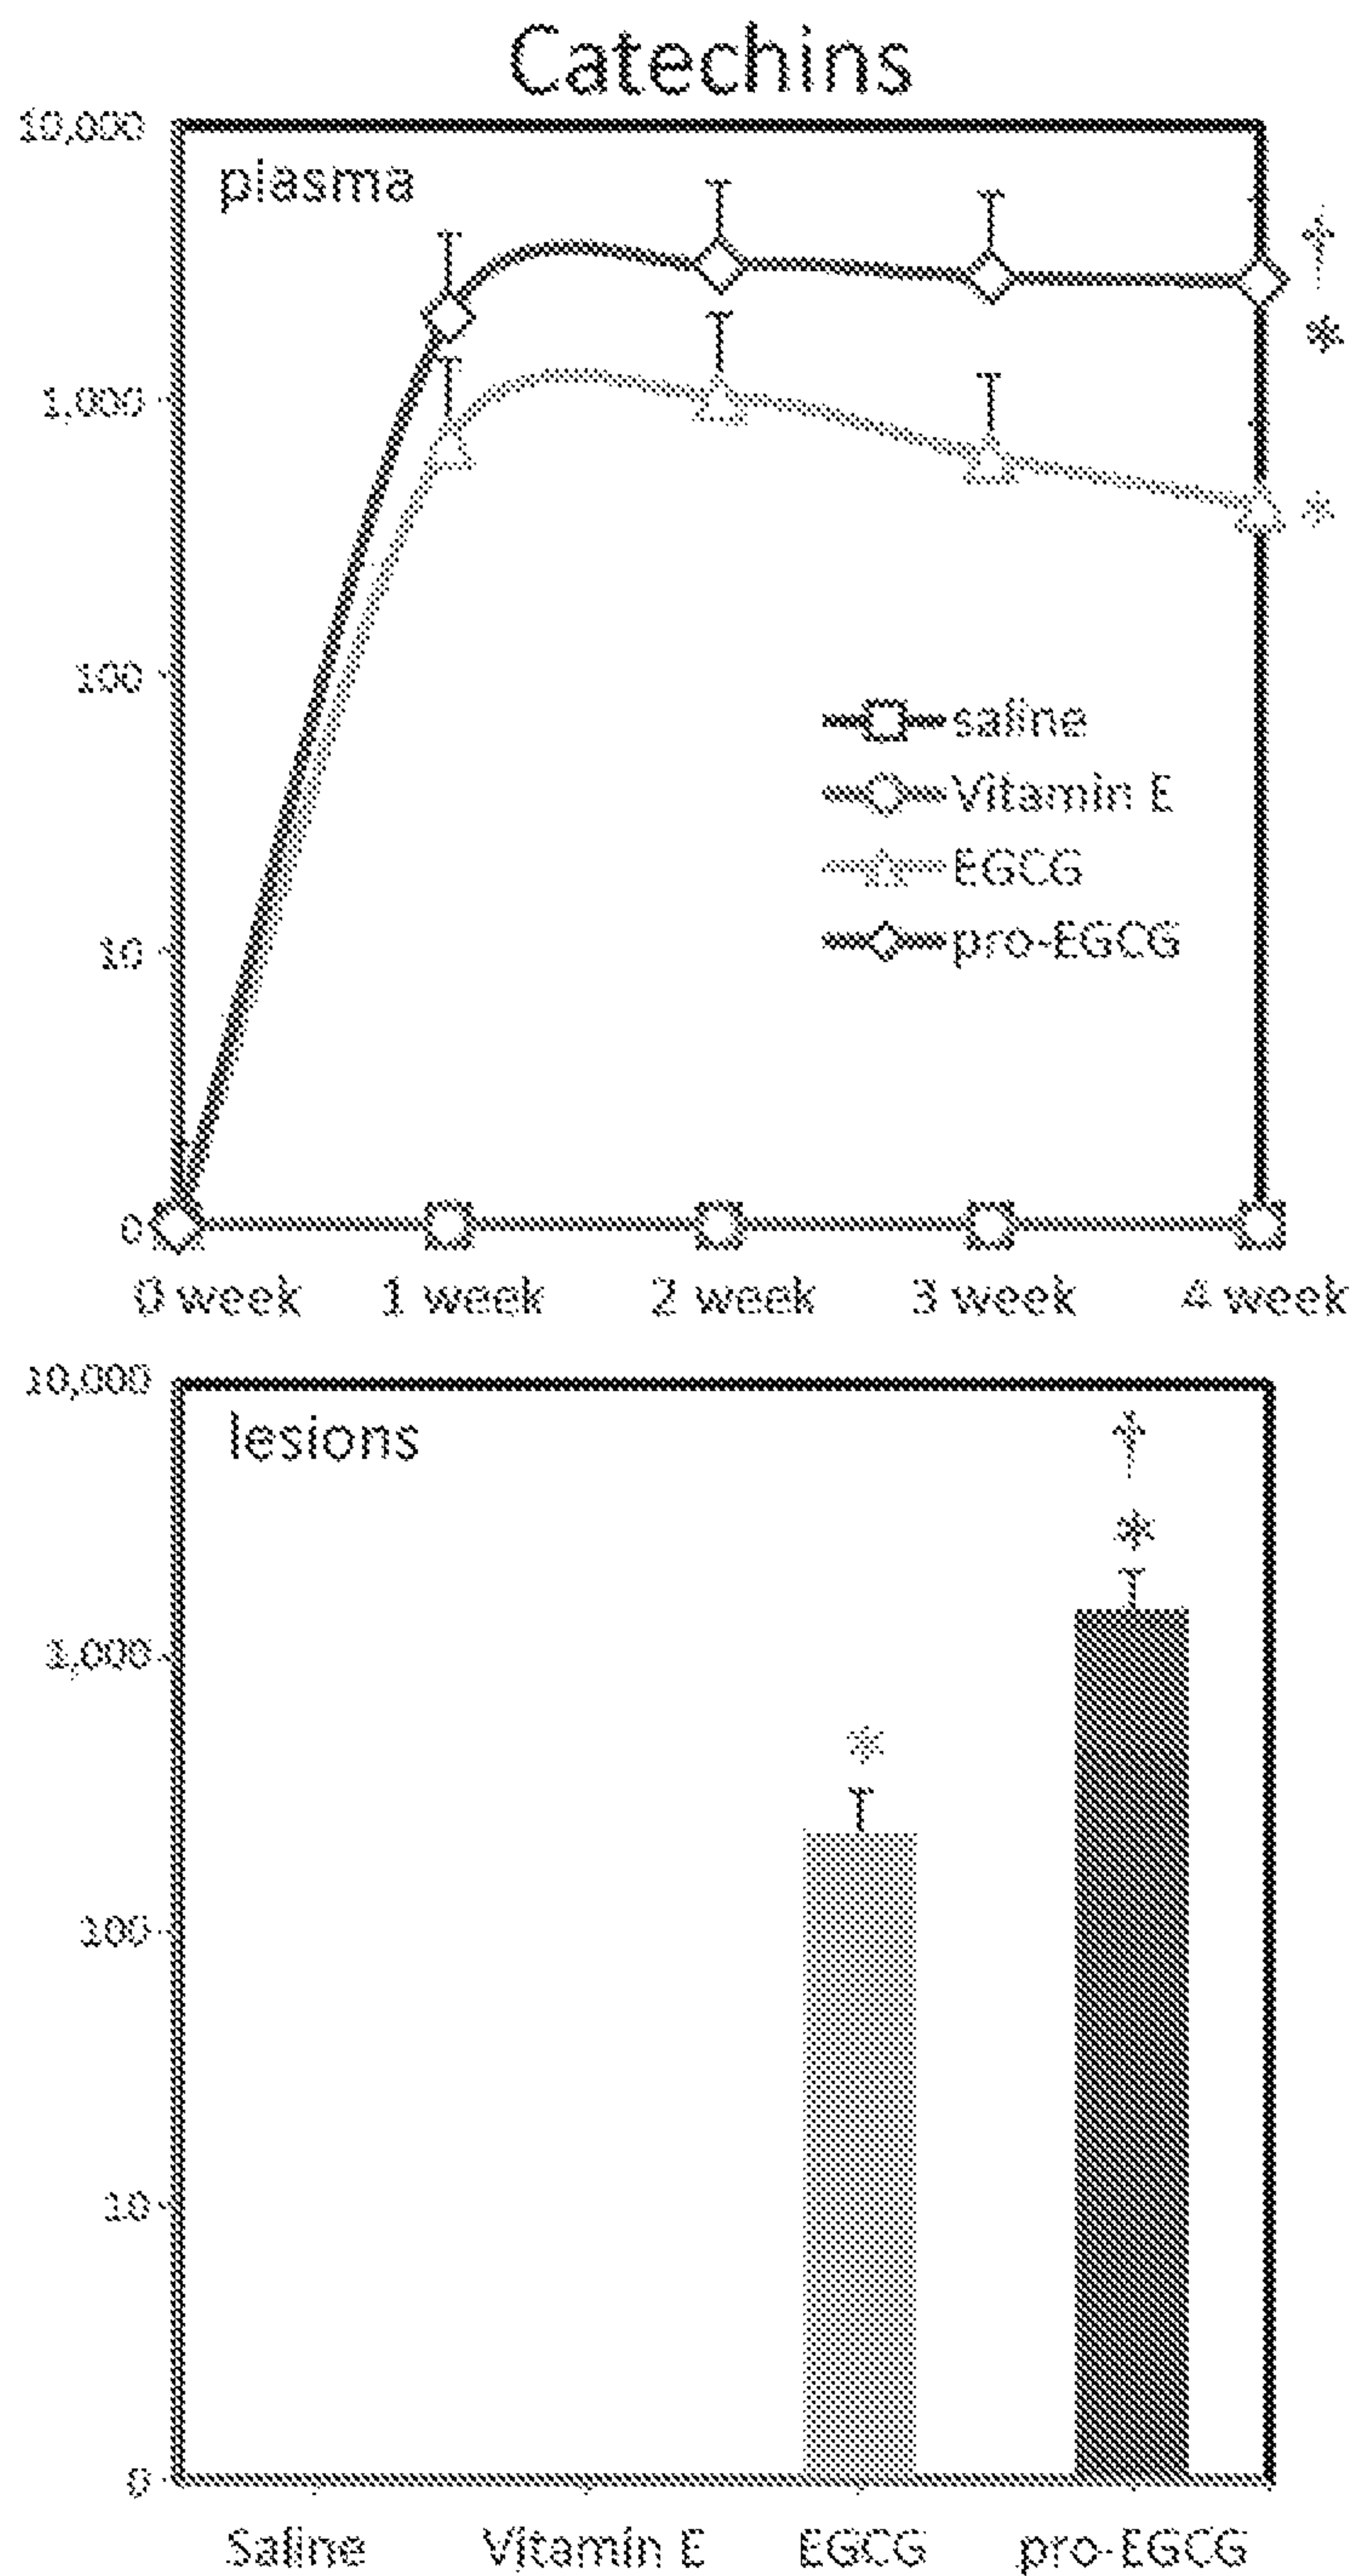 Catechins
10,000
plasma
1,000
100
10
0
saline
Vitamin E
EGCG
pro-EGCG
†
*
*
0 week 1 week 2 week 3 week 4 week
10,000
lesions
1,000
100
10
0
†
*
*
Saline Vitamin E EGCG pro-EGCG